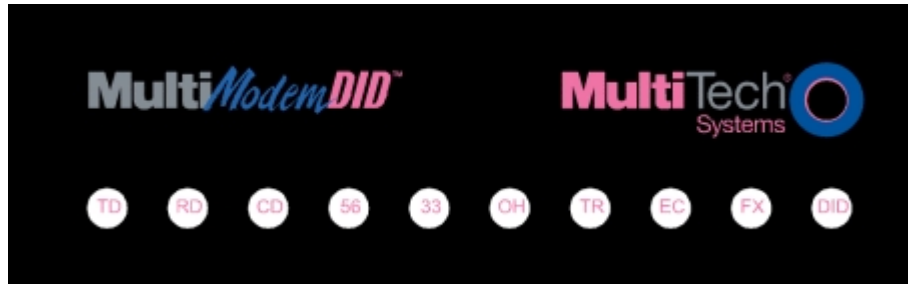 MultiModemDID™
MultiTech®
Systems
TD RD CD 56 33 OH TR EC FX DID